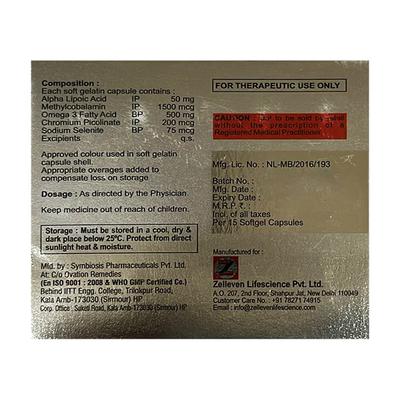 Composition :
Each soft gelatin capsule contains :
Alpha Lipoic Acid IP 50 mg
Methylcobalamin IP 1500 mcg
Omega 3 Fatty Acid BP 500 mg
Chromium Picolinate IP 200 mcg
Sodium Selenite BP 75 mcg
Excipients q.s.
Approved colour used in soft gelatin
capsule shell.
Appropriate overages added to
compensate loss on storage
Dosage : As directed by the Physician.
Keep medicine out of reach of children.
Storage : Must be stored in a cool, dry &
dark place below 25°C. Protect from direct
sunlight heat & moisture.
Mfd. by : Symbiosis Pharmaceuticals Pvt. Ltd.
At: C/o Ovation Remedies
(En ISO 9001 : 2008 & WHO GMP Certified Co.)
Behind IITT Engg. College, Trilokpur Road,
Kala Amb-173030 (Sirmour) HP
Corp. Office : Suketi Road, Kala Amb-173030 (Sirmour) HP
FOR THERAPEUTIC USE ONLY
CAUTION : Not to be sold by retail
without the prescription of a
Registered Medical Practitioner.
Mfg. Lic. No. : NL-MB/2016/193
Batch No. :
Mfg. Date :
Expiry Date :
M.R.P. ₹ :
Incl. of all taxes
Per 15 Softgel Capsules
Manufactured for :
Z
Zelleven Lifescience Pvt. Ltd.
A.O. 207, 2nd Floor, Shahpur Jat, New Delhi 110049
Customer Care No. : +91 78271 74915
Email : info@zellevenlifescience.com